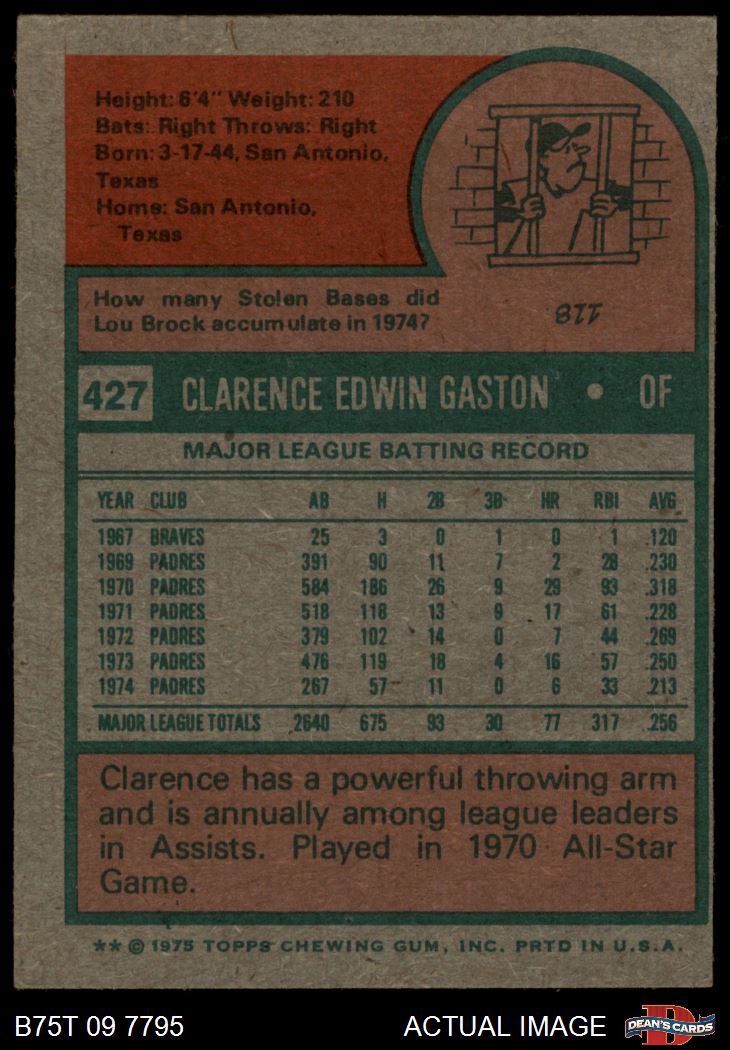 Height: 6'4" Weight: 210
Bats: Right Throws: Right
Born: 3-17-44, San Antonio,
Texas
Home: San Antonio,
Texas
How many Stolen Bases did
Lou Brock accumulate in 1974?
118
427 CLARENCE EDWIN GASTON • OF
MAJOR LEAGUE BATTING RECORD
YEAR CLUB AB H 2B 3B HR RBI AVG
1967 BRAVES 25 3 0 1 0 1 .120
1969 PADRES 391 90 11 7 2 28 .230
1970 PADRES 584 186 26 9 29 93 .318
1971 PADRES 518 118 13 9 17 61 .228
1972 PADRES 379 102 14 0 7 44 .269
1973 PADRES 476 119 18 4 16 57 .250
1974 PADRES 267 57 11 0 6 33 .213
MAJOR LEAGUE TOTALS 2640 675 93 30 77 317 .256
Clarence has a powerful throwing arm
and is annually among league leaders
in Assists. Played in 1970 All-Star
Game.
** © 1975 TOPPS CHEWING GUM, INC. PRTD IN U.S.A.
B75T 09 7795 ACTUAL IMAGE
D
DEAN'S CARDS